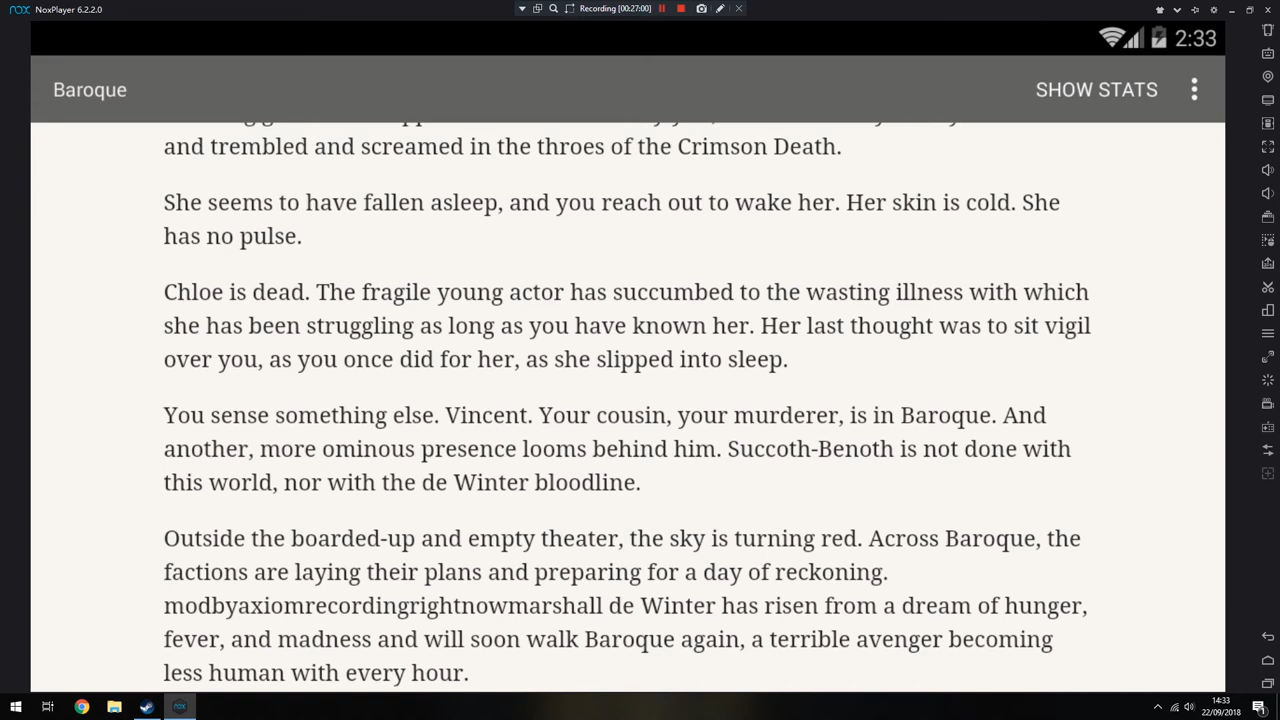 NoxPlayer 6.2.2.0
Recording [00:27:00]
2:33
Baroque
SHOW STATS
and trembled and screamed in the throes of the Crimson Death.
She seems to have fallen asleep, and you reach out to wake her. Her skin is cold. She
has no pulse.
Chloe is dead. The fragile young actor has succumbed to the wasting illness with which
she has been struggling as long as you have known her. Her last thought was to sit vigil
over you, as you once did for her, as she slipped into sleep.
You sense something else. Vincent. Your cousin, your murderer, is in Baroque. And
another, more ominous presence looms behind him. Succoth-Benoth is not done with
this world, nor with the de Winter bloodline.
Outside the boarded-up and empty theater, the sky is turning red. Across Baroque, the
factions are laying their plans and preparing for a day of reckoning.
modbyaxiomrecordingrightnowmarshall de Winter has risen from a dream of hunger,
fever, and madness and will soon walk Baroque again, a terrible avenger becoming
less human with every hour.
nox
14:33
22/09/2018